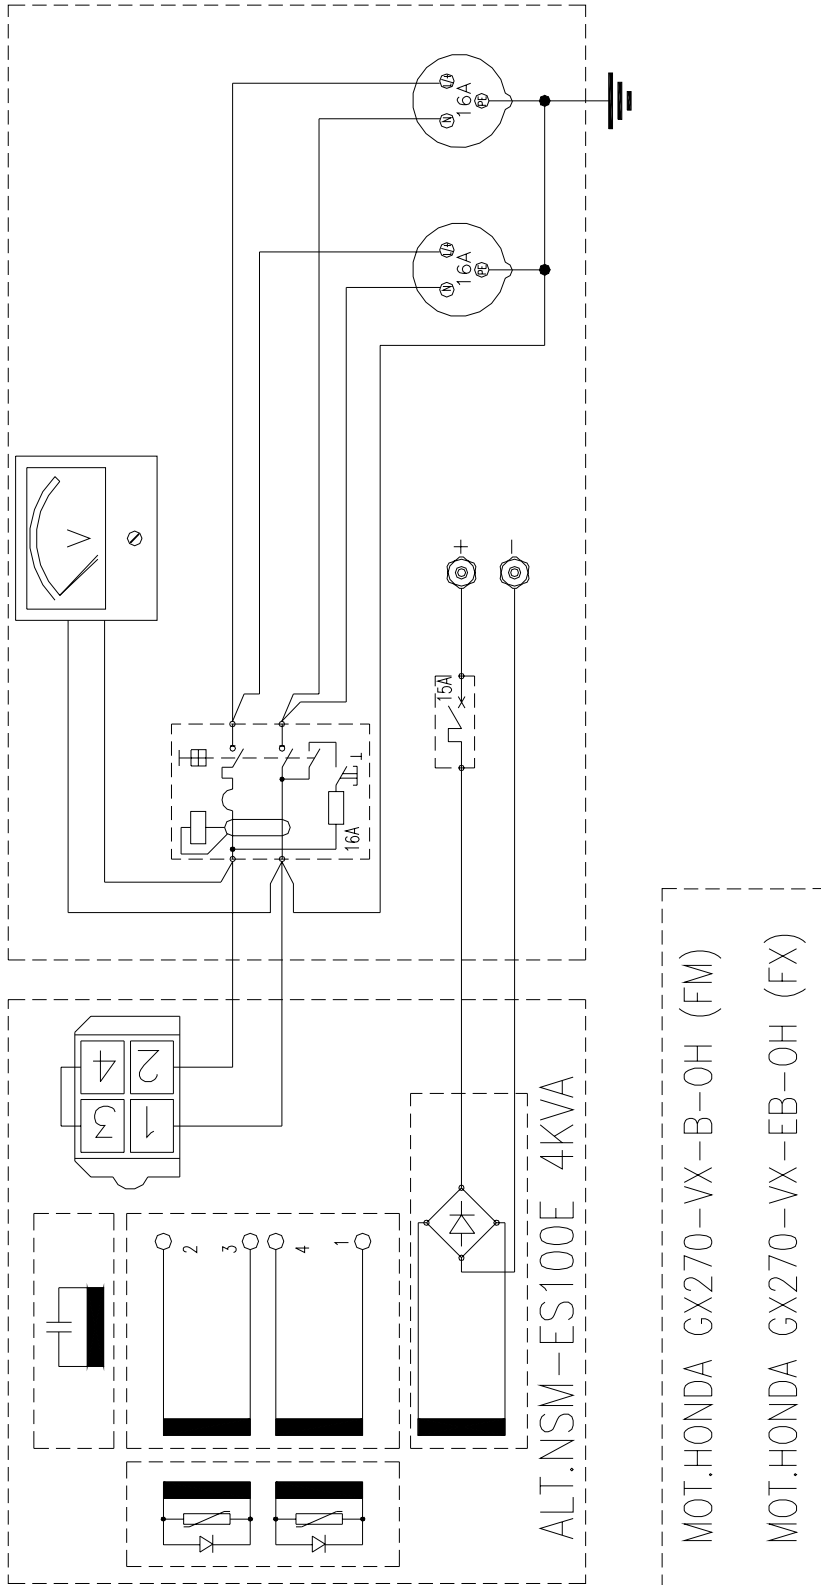 L/+
16A
PE
N
L/+
16A
PE
N
V
+
−
15A
16A
4
2
3
1
2
3
4
1
ALT.NSM-ES100E 4KVA
MOT.HONDA GX270-VX-B-OH (FM)
MOT.HONDA GX270-VX-EB-OH (FX)